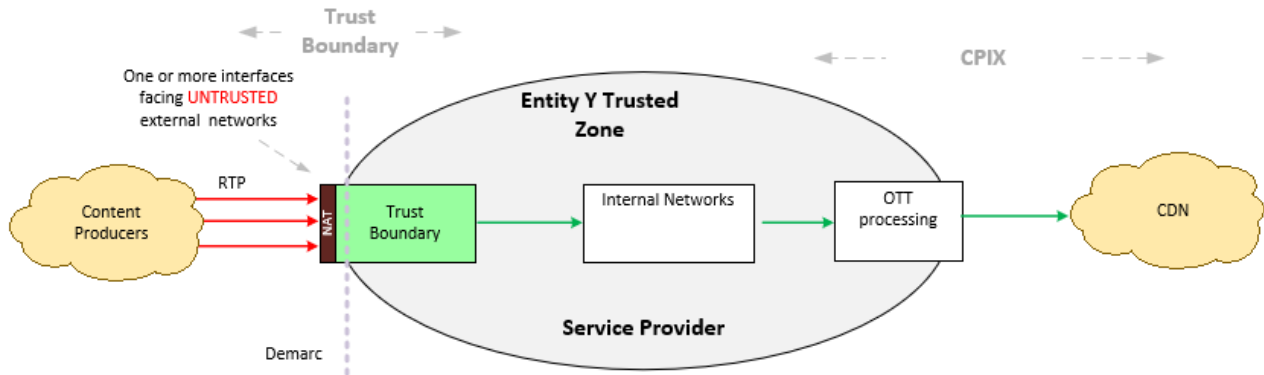 Trust
Boundary
CPIX
One or more interfaces
facing UNTRUSTED
external networks
Entity Y Trusted
Zone
RTP
Content
Producers
NAT
Trust
Boundary
Internal Networks
OTT
processing
CDN
Service Provider
Demarc